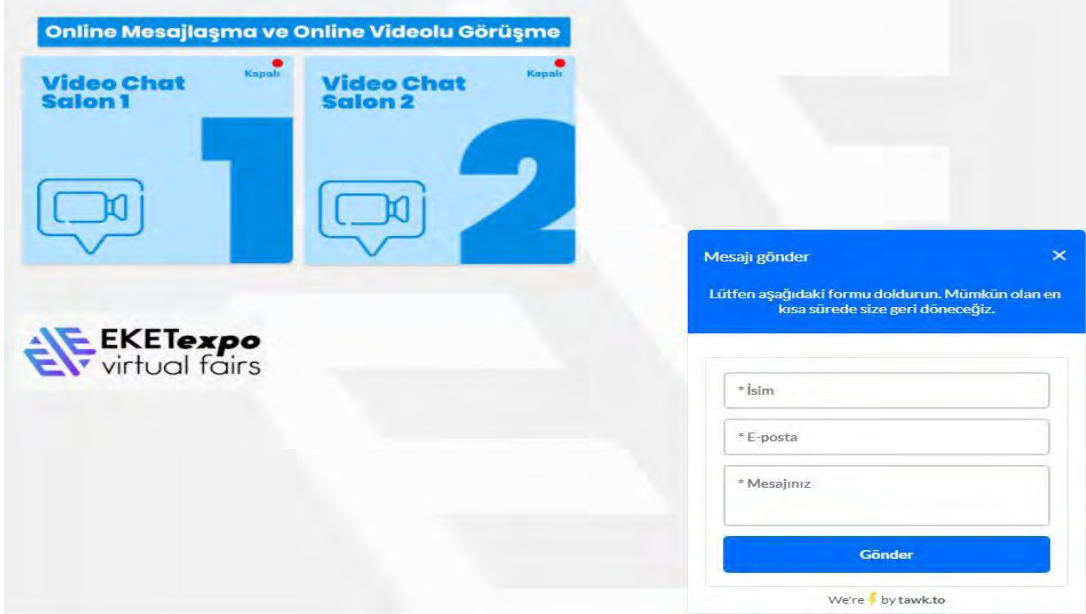 Online Mesajlaşma ve Online Videolu Görüşme
Video Chat
Salon 1
Kapalı
1
Video Chat
Salon 2
Kapalı
2
EKETexpo
virtual fairs
Mesajı gönder
Lütfen aşağıdaki formu doldurun. Mümkün olan en
kısa sürede size geri döneceğiz.
* İsim
* E-posta
* Mesajınız
Gönder
We're ⚡ by tawk.to